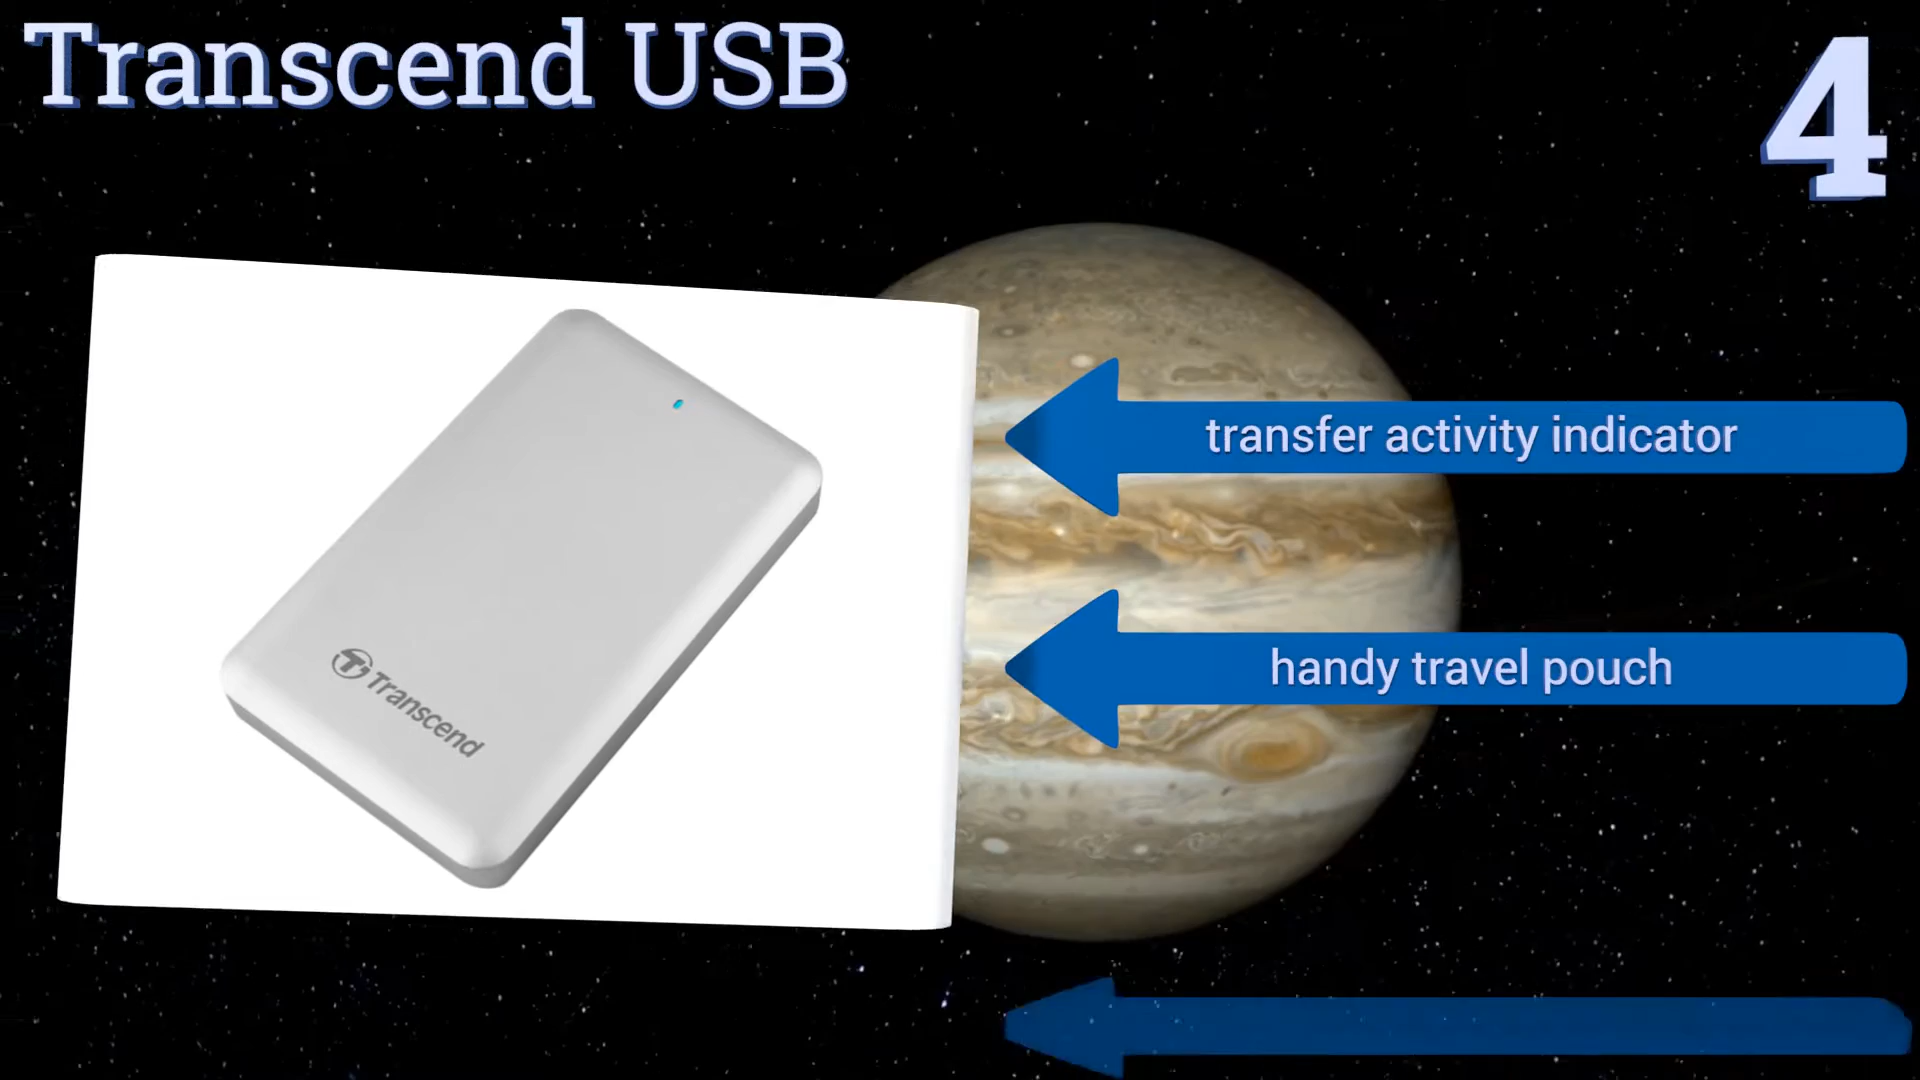 Transcend USB
4
transfer activity indicator
handy travel pouch
Transcend